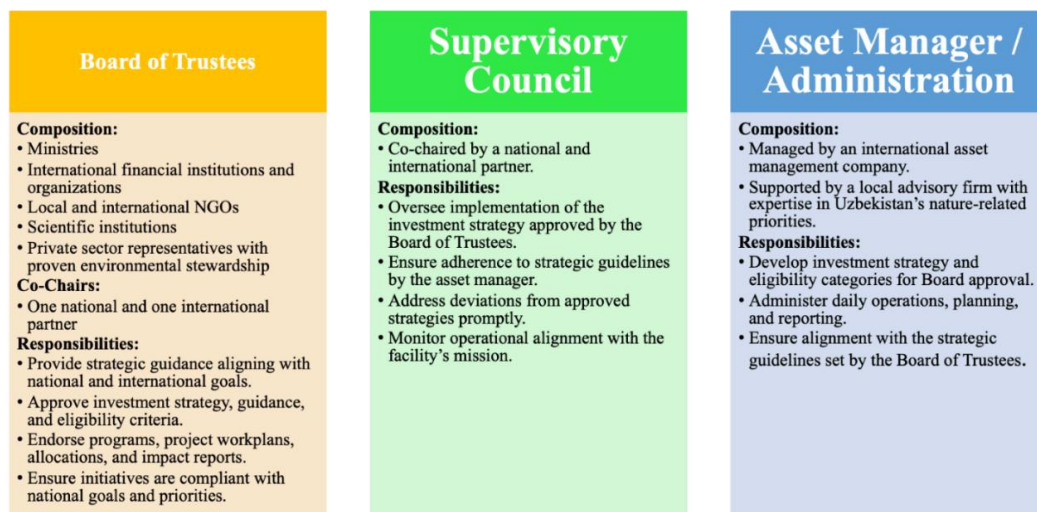 Board of Trustees
Composition:
• Ministries
• International financial institutions and
organizations
• Local and international NGOs
• Scientific institutions
• Private sector representatives with
proven environmental stewardship
Co-Chairs:
• One national and one international
partner
Responsibilities:
• Provide strategic guidance aligning with
national and international goals.
• Approve investment strategy, guidance,
and eligibility criteria.
• Endorse programs, project workplans,
allocations, and impact reports.
• Ensure initiatives are compliant with
national goals and priorities.
Supervisory
Council
Composition:
• Co-chaired by a national and
international partner.
Responsibilities:
• Oversee implementation of the
investment strategy approved by the
Board of Trustees.
• Ensure adherence to strategic guidelines
by the asset manager.
• Address deviations from approved
strategies promptly.
• Monitor operational alignment with the
facility's mission.
Asset Manager /
Administration
Composition:
• Managed by an international asset
management company.
• Supported by a local advisory firm with
expertise in Uzbekistan's nature-related
priorities.
Responsibilities:
• Develop investment strategy and
eligibility categories for Board approval.
• Administer daily operations, planning,
and reporting.
• Ensure alignment with the strategic
guidelines set by the Board of Trustees.